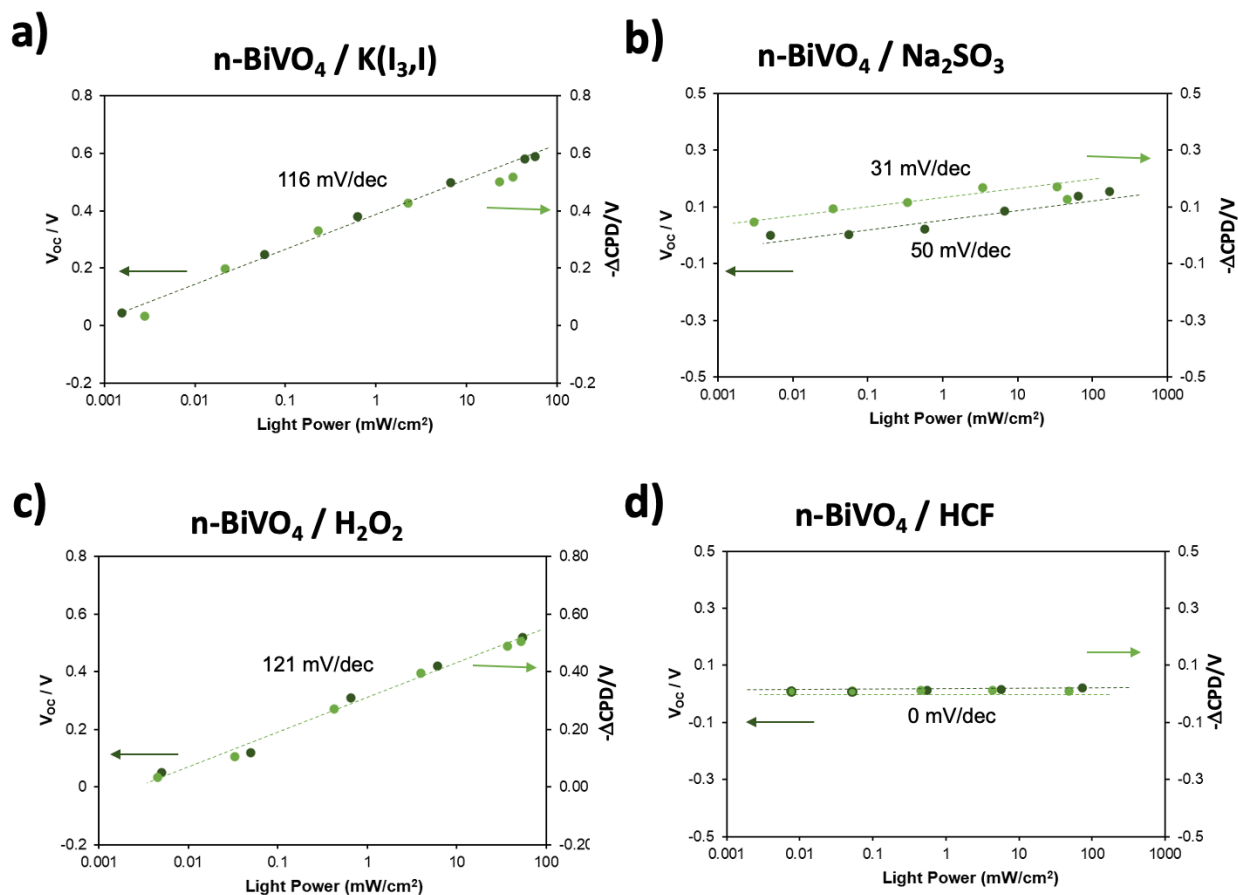 a)
n-BiVO₄ / K(I₃,I)
0.8
0.6
0.4
0.2
0
-0.2
V_OC / V
116 mV/dec
0.8
0.6
0.4
0.2
0
-0.2
-ΔCPD/V
0.001 0.01 0.1 1 10 100
Light Power (mW/cm²)
b)
n-BiVO₄ / Na₂SO₃
0.5
0.3
0.1
-0.1
-0.3
-0.5
V_OC / V
31 mV/dec
50 mV/dec
0.5
0.3
0.1
-0.1
-0.3
-0.5
-ΔCPD/V
0.001 0.01 0.1 1 10 100 1000
Light Power (mW/cm²)
c)
n-BiVO₄ / H₂O₂
0.8
0.6
0.4
0.2
0
-0.2
V_OC / V
121 mV/dec
0.80
0.60
0.40
0.20
0.00
-0.20
-ΔCPD/V
0.001 0.01 0.1 1 10 100
Light Power (mW/cm²)
d)
n-BiVO₄ / HCF
0.5
0.3
0.1
-0.1
-0.3
-0.5
V_OC / V
0 mV/dec
0.5
0.3
0.1
-0.1
-0.3
-0.5
-ΔCPD/V
0.001 0.01 0.1 1 10 100 1000
Light Power (mW/cm²)